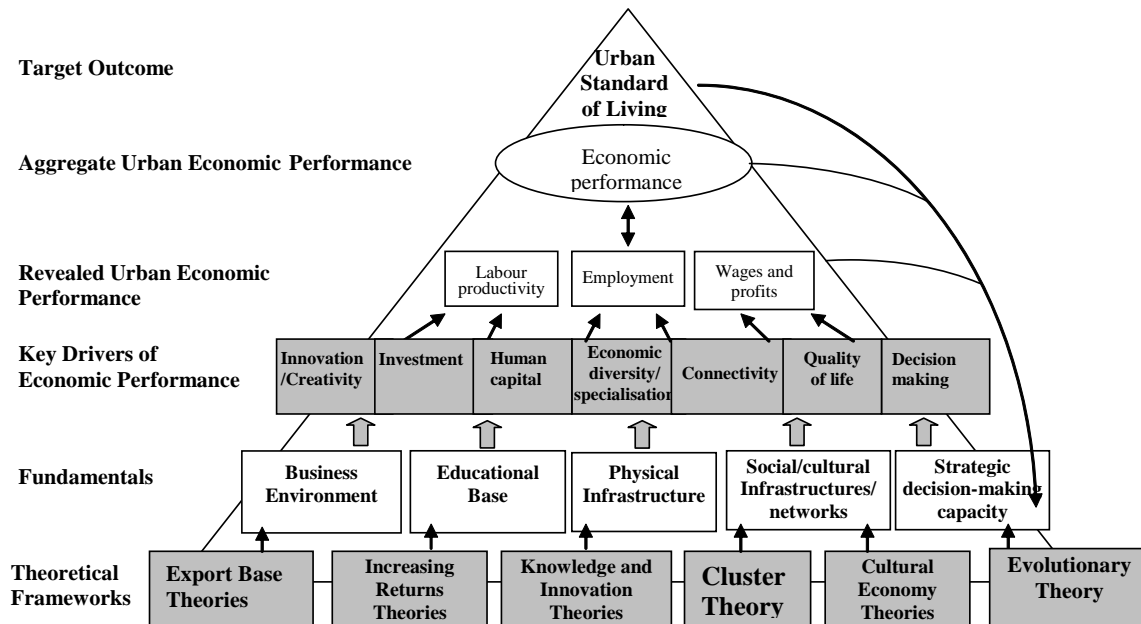 Target Outcome
Urban
Standard
of Living
Aggregate Urban Economic Performance
Economic
performance
Revealed Urban Economic
Performance
Labour
productivity
Employment
Wages and
profits
Key Drivers of
Economic Performance
Innovation
/Creativity
Investment
Human
capital
Economic
diversity/
specialisation
Connectivity
Quality
of life
Decision
making
Fundamentals
Business
Environment
Educational
Base
Physical
Infrastructure
Social/cultural
Infrastructures/
networks
Strategic
decision-making
capacity
Theoretical
Frameworks
Export Base
Theories
Increasing
Returns
Theories
Knowledge and
Innovation
Theories
Cluster
Theory
Cultural
Economy
Theories
Evolutionary
Theory